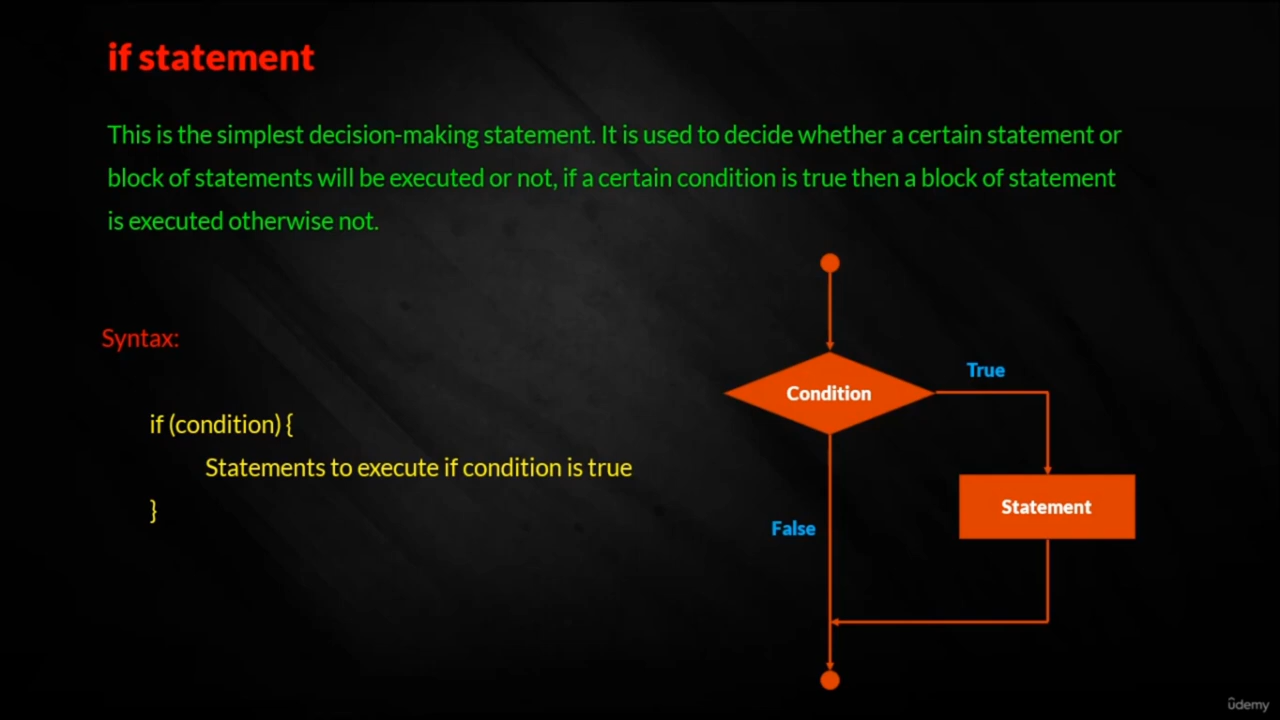 if statement
This is the simplest decision-making statement. It is used to decide whether a certain statement or
block of statements will be executed or not, if a certain condition is true then a block of statement
is executed otherwise not.
Syntax:
if (condition) {
Statements to execute if condition is true
}
True
Condition
Statement
False
ûdemy